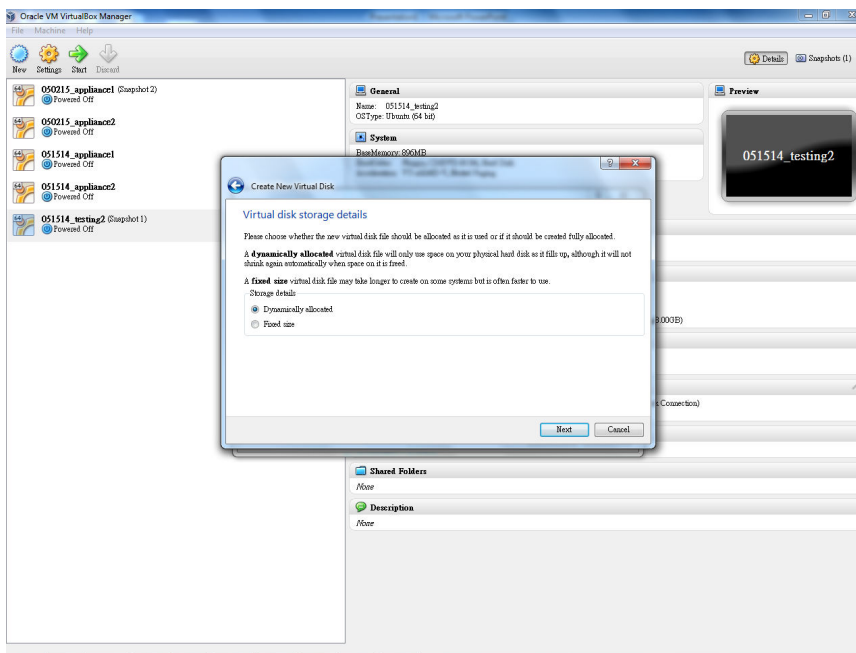 Oracle VM VirtualBox Manager
File Machine Help
New Settings Start Discard
Details Snapshots (1)
050215_appliance1 (Snapshot 2)
Powered Off
050215_appliance2
Powered Off
051514_appliance1
Powered Off
051514_appliance2
Powered Off
051514_testing2 (Snapshot 1)
Powered Off
General
Name: 051514_testing2
OSType: Ubuntu (64 bit)
System
BaseMemory: 896MB
Preview
051514_testing2
Create New Virtual Disk
Virtual disk storage details
Please choose whether the new virtual disk file should be allocated as it is used or if it should be created fully allocated.
A dynamically allocated virtual disk file will only use space on your physical hard disk as it fills up, although it will not
shrink again automatically when space on it is freed.
A fixed size virtual disk file may take longer to create on some systems but is often faster to use.
Storage details
Dynamically allocated
Fixed size
Next Cancel
8.00GB)
Connection)
Shared Folders
None
Description
None